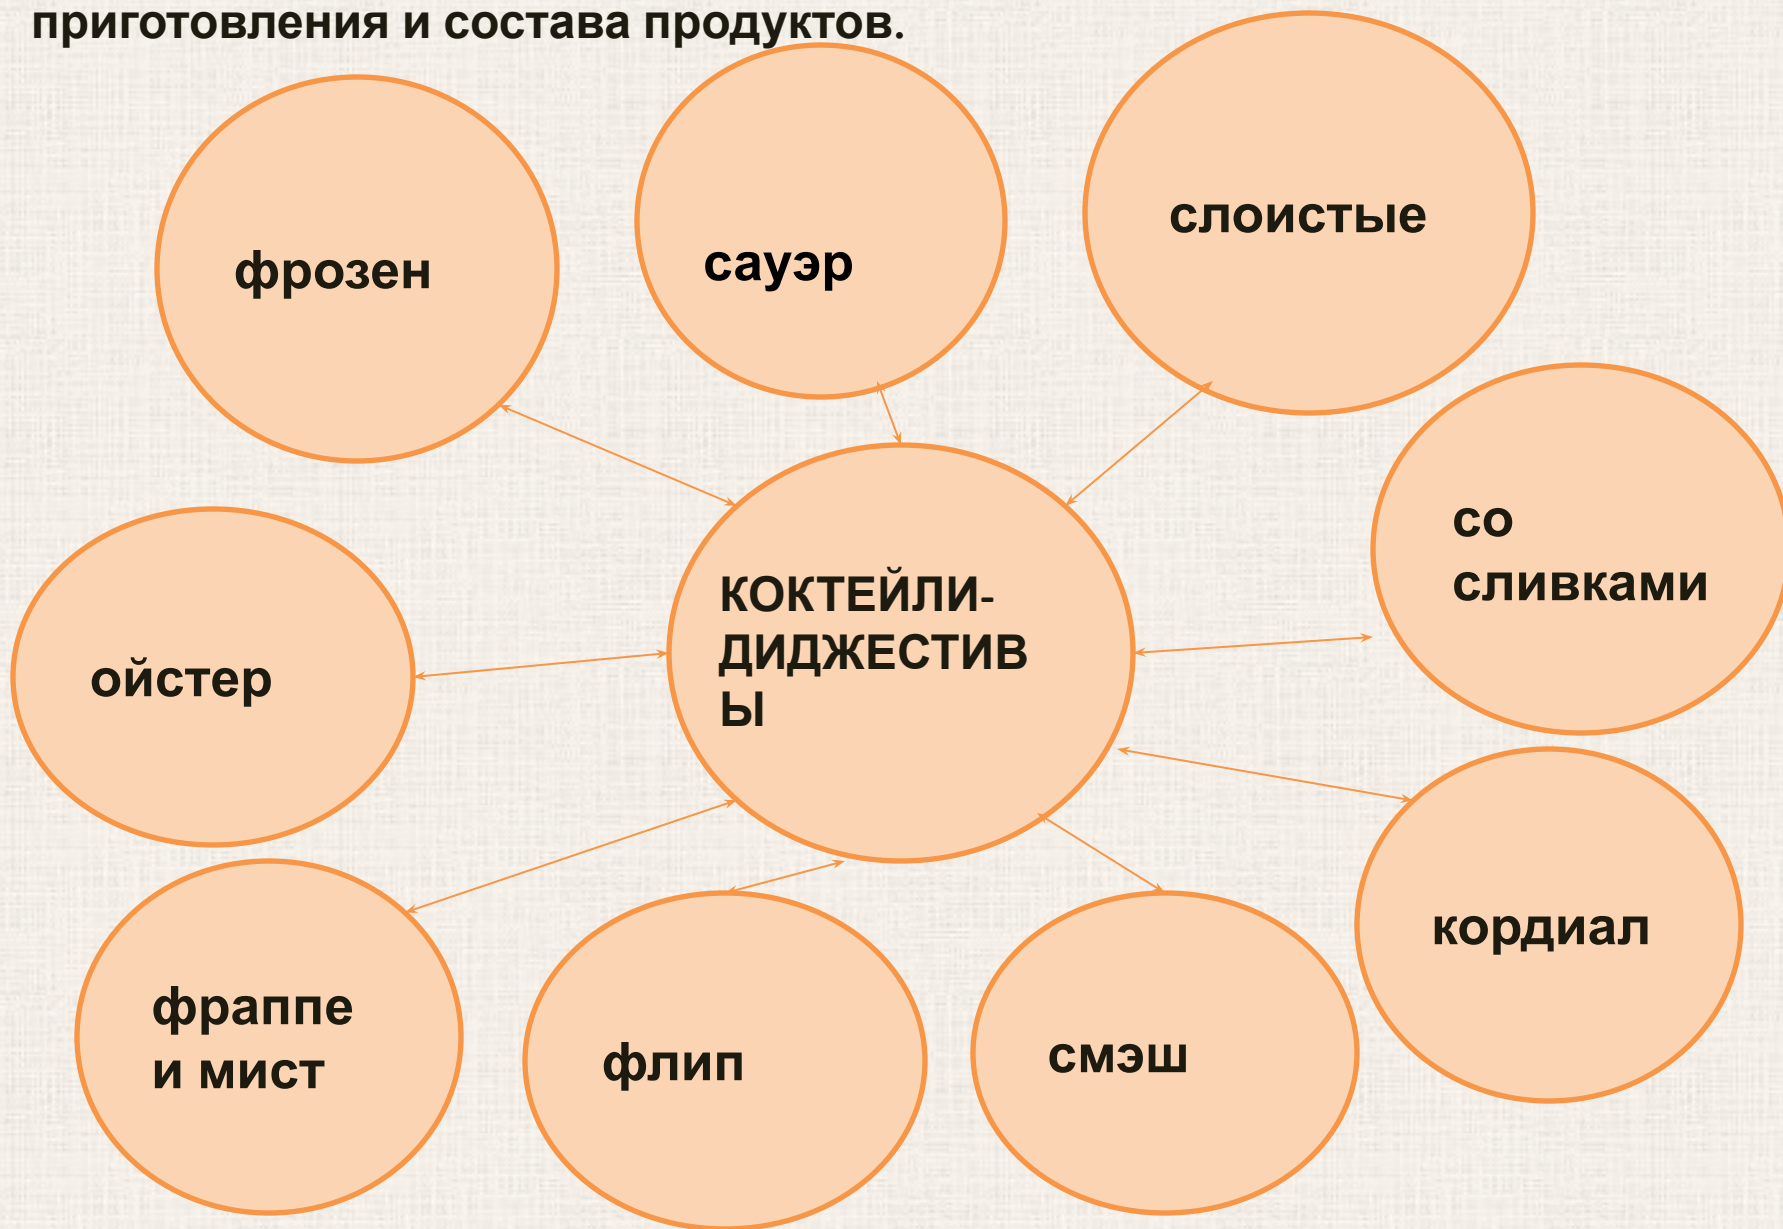 приготовления и состава продуктов.
фрозен
сауэр
слоистые
со
сливками
КОКТЕЙЛИ-
ДИДЖЕСТИВ
Ы
ойстер
кордиал
фраппе
и мист
флип
смэш